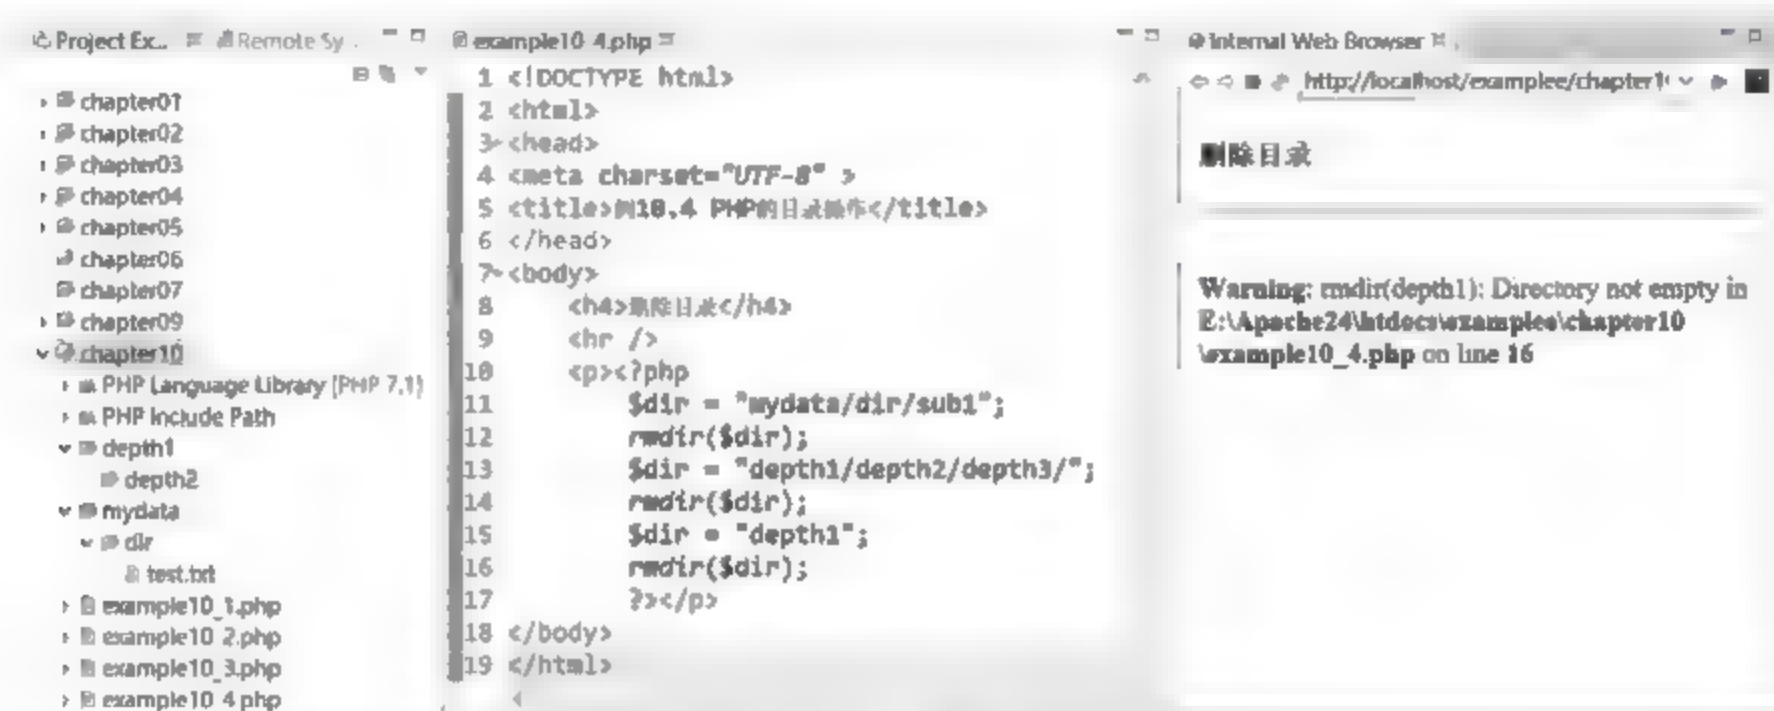 Project Ex...
Remote Sy
chapter01
chapter02
chapter03
chapter04
chapter05
chapter06
chapter07
chapter09
chapter10
PHP Language Library [PHP 7.1]
PHP Include Path
depth1
depth2
mydata
dir
test.txt
example10_1.php
example10_2.php
example10_3.php
example10_4.php
example10_4.php
1 <!DOCTYPE html>
2 <html>
3 <head>
4 <meta charset="UTF-8" >
5 <title>例10.4 PHP的目录操作</title>
6 </head>
7 <body>
8 <h4>删除目录</h4>
9 <hr />
10 <p><?php
11 $dir = "mydata/dir/sub1";
12 rmdir($dir);
13 $dir = "depth1/depth2/depth3/";
14 rmdir($dir);
15 $dir = "depth1";
16 rmdir($dir);
17 ?></p>
18 </body>
19 </html>
Internal Web Browser
http://localhost/examplee/chapter1
删除目录
Warning: rmdir(depth1): Directory not empty in
E:\Apache24\htdocs\examplee\chapter10
\example10_4.php on line 16